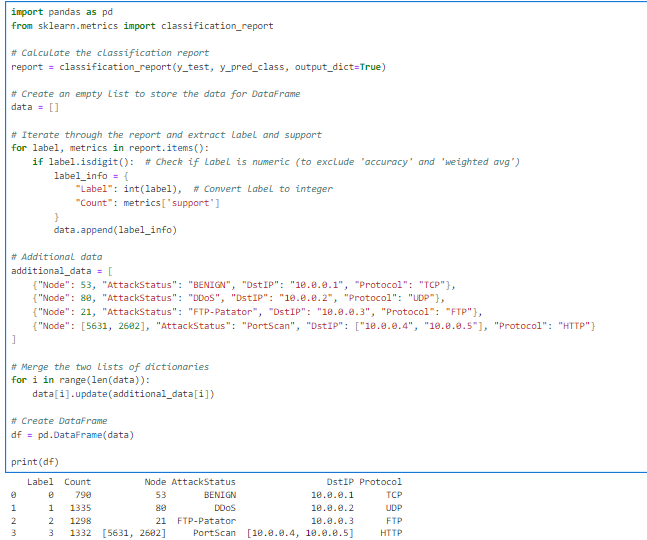 import pandas as pd
from sklearn.metrics import classification_report
# Calculate the classification report
report = classification_report(y_test, y_pred_class, output_dict=True)
# Create an empty list to store the data for DataFrame
data = []
# Iterate through the report and extract label and support
for label, metrics in report.items():
    if label.isdigit():  # Check if label is numeric (to exclude 'accuracy' and 'weighted avg')
        label_info = {
            "Label": int(label),  # Convert label to integer
            "Count": metrics['support']
        }
        data.append(label_info)
# Additional data
additional_data = [
    {"Node": 53, "AttackStatus": "BENIGN", "DstIP": "10.0.0.1", "Protocol": "TCP"},
    {"Node": 80, "AttackStatus": "DDoS", "DstIP": "10.0.0.2", "Protocol": "UDP"},
    {"Node": 21, "AttackStatus": "FTP-Patator", "DstIP": "10.0.0.3", "Protocol": "FTP"},
    {"Node": [5631, 2602], "AttackStatus": "PortScan", "DstIP": ["10.0.0.4", "10.0.0.5"], "Protocol": "HTTP"}
]
# Merge the two lists of dictionaries
for i in range(len(data)):
    data[i].update(additional_data[i])
# Create DataFrame
df = pd.DataFrame(data)
print(df)
   Label  Count          Node AttackStatus                 DstIP Protocol
0      0    790            53       BENIGN              10.0.0.1      TCP
1      1   1335            80         DDoS              10.0.0.2      UDP
2      2   1298            21  FTP-Patator              10.0.0.3      FTP
3      3   1332  [5631, 2602]     PortScan  [10.0.0.4, 10.0.0.5]     HTTP